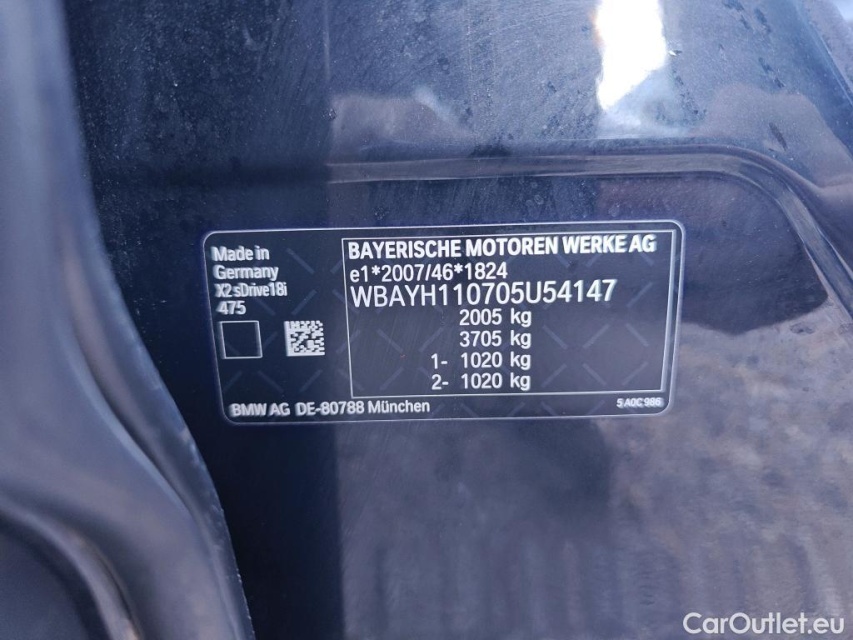 Made in
Germany
X2 sDrive18i
475
BAYERISCHE MOTOREN WERKE AG
e1*2007/46*1824
WBAYH110705U54147
2005 kg
3705 kg
1- 1020 kg
2- 1020 kg
BMW AG DE-80788 München
5 A0C 986
CarOutlet.eu